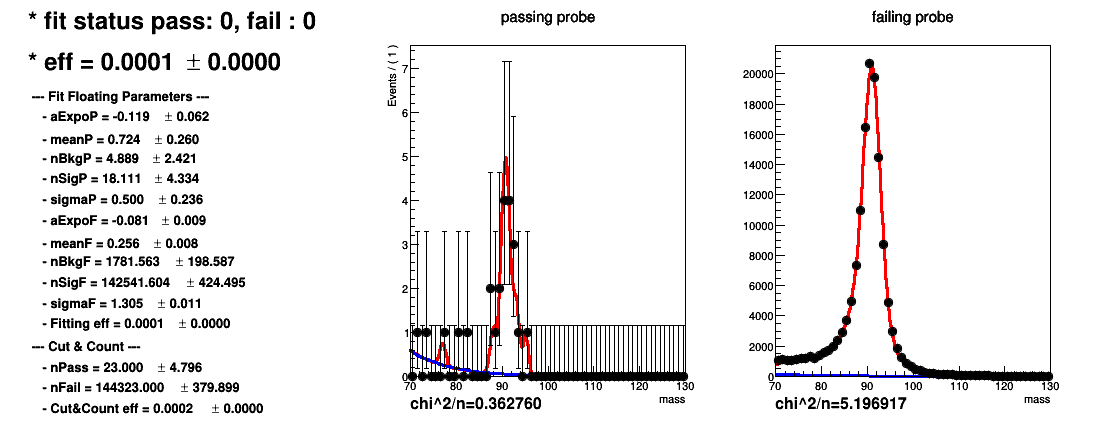 * fit status pass: 0, fail : 0
* eff = 0.0001 ± 0.0000
--- Fit Floating Parameters ---
- aExpoP = -0.119 ± 0.062
- meanP = 0.724 ± 0.260
- nBkgP = 4.889 ± 2.421
- nSigP = 18.111 ± 4.334
- sigmaP = 0.500 ± 0.236
- aExpoF = -0.081 ± 0.009
- meanF = 0.256 ± 0.008
- nBkgF = 1781.563 ± 198.587
- nSigF = 142541.604 ± 424.495
- sigmaF = 1.305 ± 0.011
- Fitting eff = 0.0001 ± 0.0000
--- Cut & Count ---
- nPass = 23.000 ± 4.796
- nFail = 144323.000 ± 379.899
- Cut&Count eff = 0.0002 ± 0.0000
passing probe
Events / ( 1 )
7
6
5
4
3
2
1
0
70 80 90 100 110 120 130
mass
chi^2/n=0.362760
failing probe
20000
18000
16000
14000
12000
10000
8000
6000
4000
2000
0
70 80 90 100 110 120 130
mass
chi^2/n=5.196917